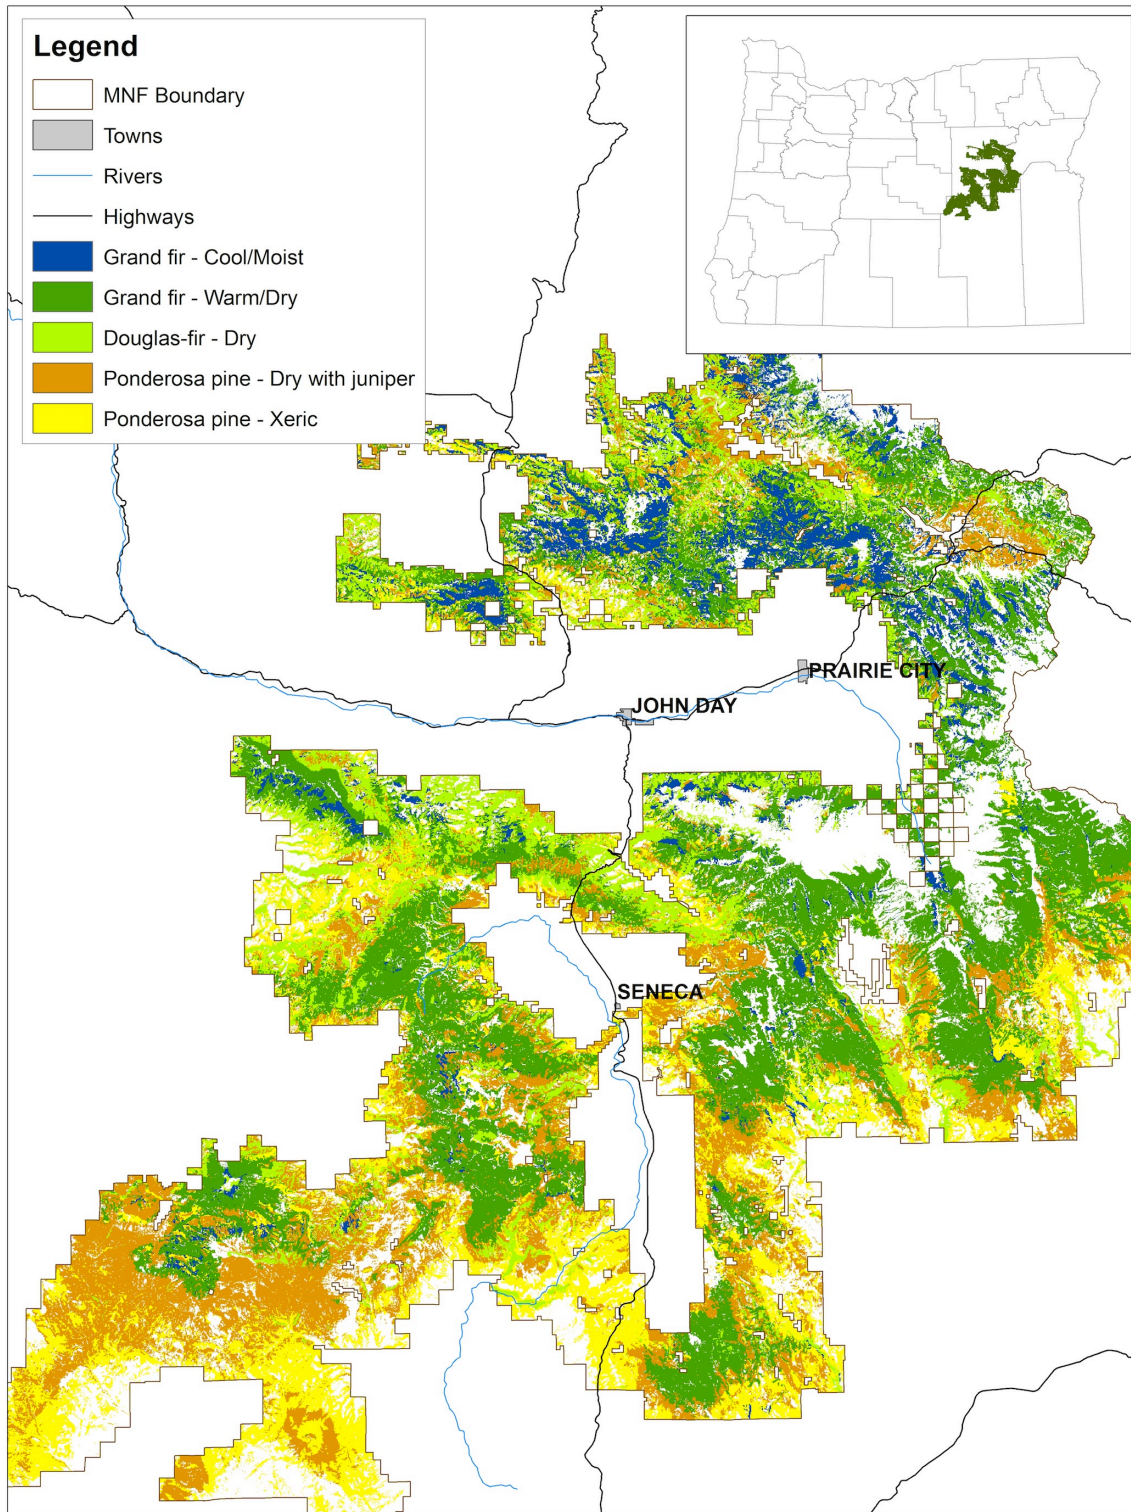 Legend
MNF Boundary
Towns
Rivers
Highways
Grand fir - Cool/Moist
Grand fir - Warm/Dry
Douglas-fir - Dry
Ponderosa pine - Dry with juniper
Ponderosa pine - Xeric
PRAIRIE CITY
JOHN DAY
SENECA